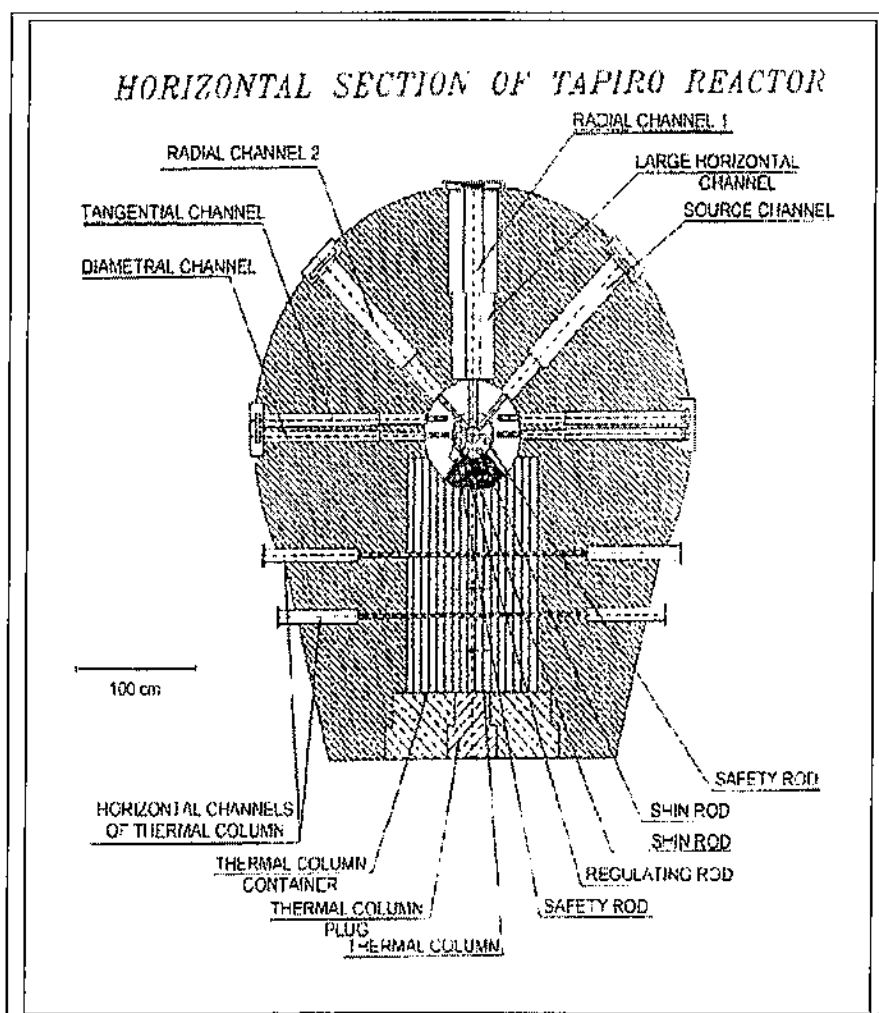 HORIZONTAL SECTION OF TAPIRO REACTOR
RADIAL CHANNEL 1
RADIAL CHANNEL 2
LARGE HORIZONTAL
CHANNEL
TANGENTIAL CHANNEL
SOURCE CHANNEL
DIAMETRAL CHANNEL
100 cm
SAFETY ROD
HORIZONTAL CHANNELS
OF THERMAL COLUMN
SHIN ROD
SHIN ROD
THERMAL COLUMN
CONTAINER
REGULATING ROD
THERMAL COLUMN
PLUG
SAFETY ROD
THERMAL COLUMN